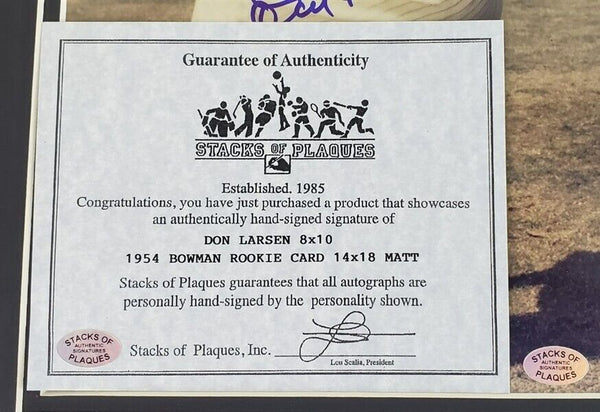 Guarantee of Authenticity
STACKS OF PLAQUES
Established. 1985
Congratulations, you have just purchased a product that showcases
an authentically hand-signed signature of
DON LARSEN 8x10
1954 BOWMAN ROOKIE CARD 14x18 MATT
Stacks of Plaques guarantees that all autographs are
personally hand-signed by the personality shown.
Stacks of Plaques, Inc.
Lou Scalia, President
STACKS OF
AUTHENTIC
SIGNATURES
PLAQUES
STACKS OF
AUTHENTIC
SIGNATURES
PLAQUES